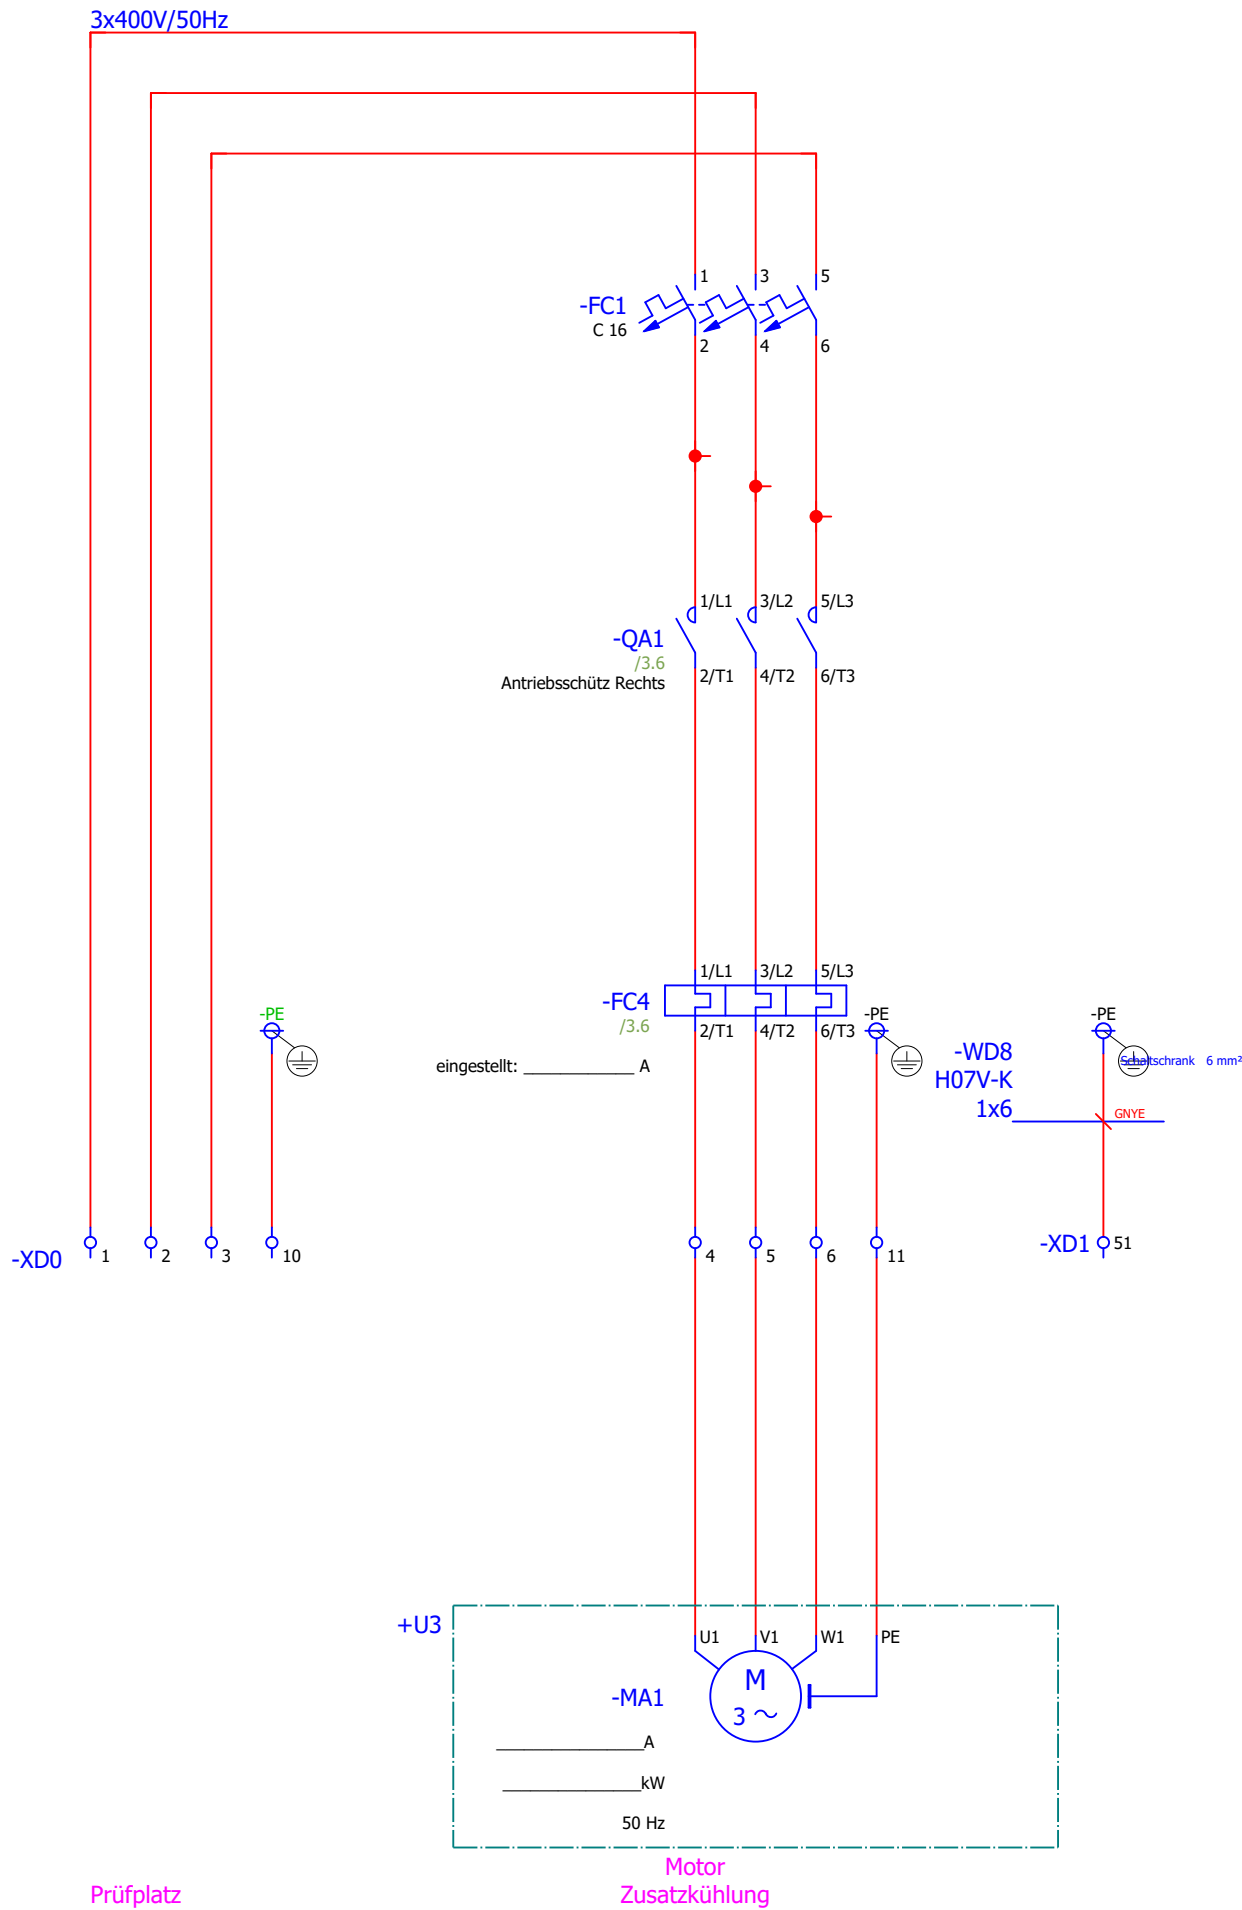 3x400V/50Hz
1 3 5
-FC1
C 16
2 4 6
1/L1 3/L2 5/L3
-QA1
/3.6
2/T1 4/T2 6/T3
Antriebsschütz Rechts
1/L1 3/L2 5/L3
-FC4
-PE -PE -PE
/3.6
2/T1 4/T2 6/T3
-WD8
Schaltschrank 6 mm²
eingestellt: ____________ A
H07V-K
1x6
GNYE
-XD0 1 2 3 10 4 5 6 11 -XD1 51
+U3
U1 V1 W1 PE
M
-MA1
3 ~
________________A
_______________kW
50 Hz
Motor
Prüfplatz Zusatzkühlung